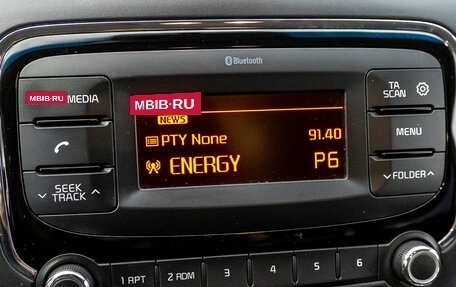 Bluetooth
MBIB·RU MEDIA
MBIB·RU
TA
SCAN
NEWS
PTY None 91.40
MENU
ENERGY P6
SEEK
TRACK
FOLDER
1 RPT 2 RDM 3 4 5 6